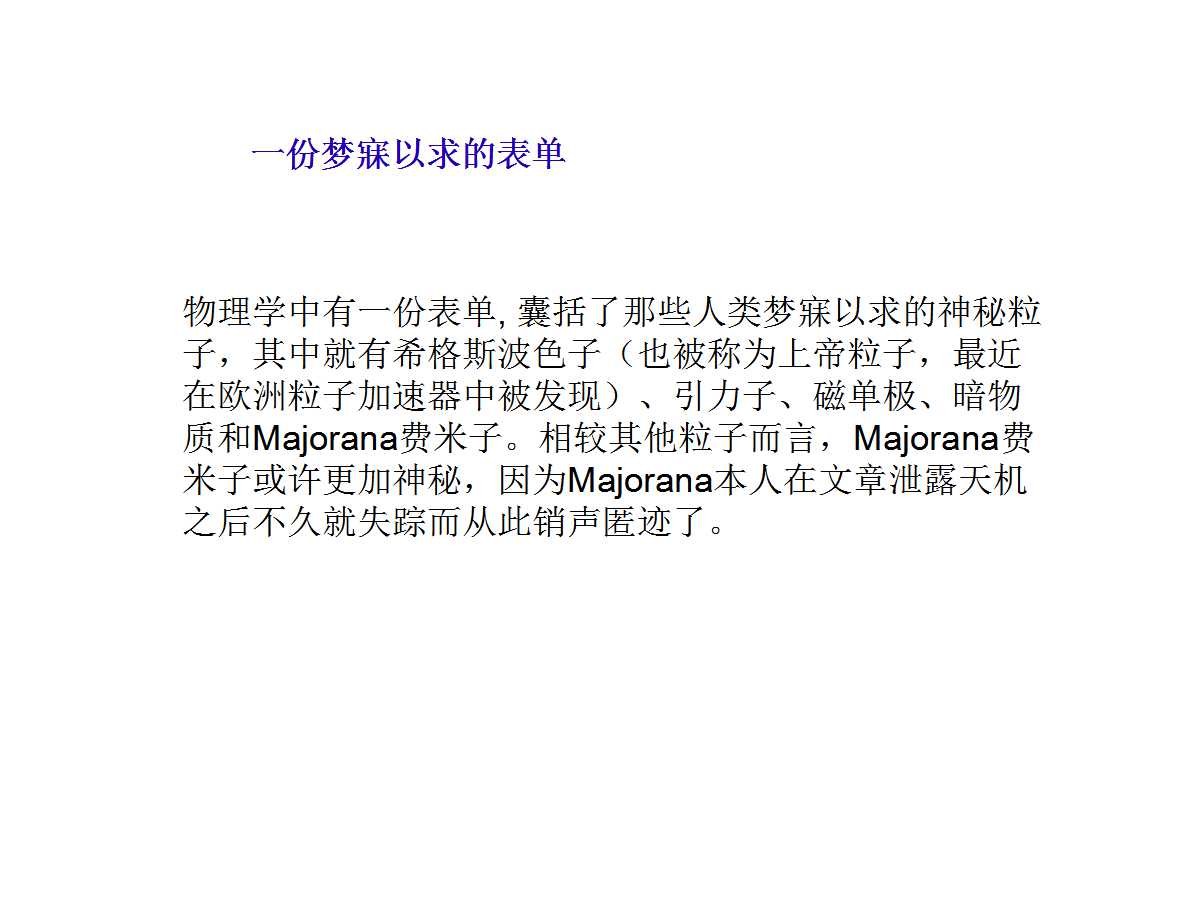 一份梦寐以求的表单
物理学中有一份表单, 囊括了那些人类梦寐以求的神秘粒
子，其中就有希格斯波色子（也被称为上帝粒子，最近
在欧洲粒子加速器中被发现）、引力子、磁单极、暗物
质和Majorana费米子。相较其他粒子而言，Majorana费
米子或许更加神秘，因为Majorana本人在文章泄露天机
之后不久就失踪而从此销声匿迹了。